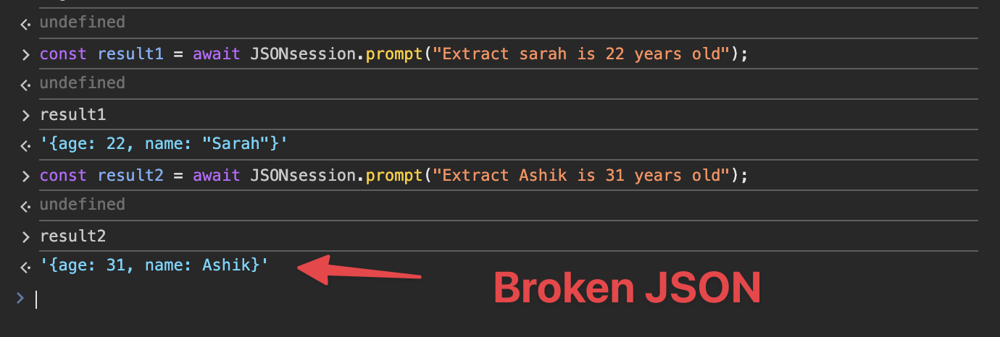 undefined
const result1 = await JSONsession.prompt("Extract sarah is 22 years old");
undefined
result1
'{age: 22, name: "Sarah"}'
const result2 = await JSONsession.prompt("Extract Ashik is 31 years old");
undefined
result2
'{age: 31, name: Ashik}'
Broken JSON